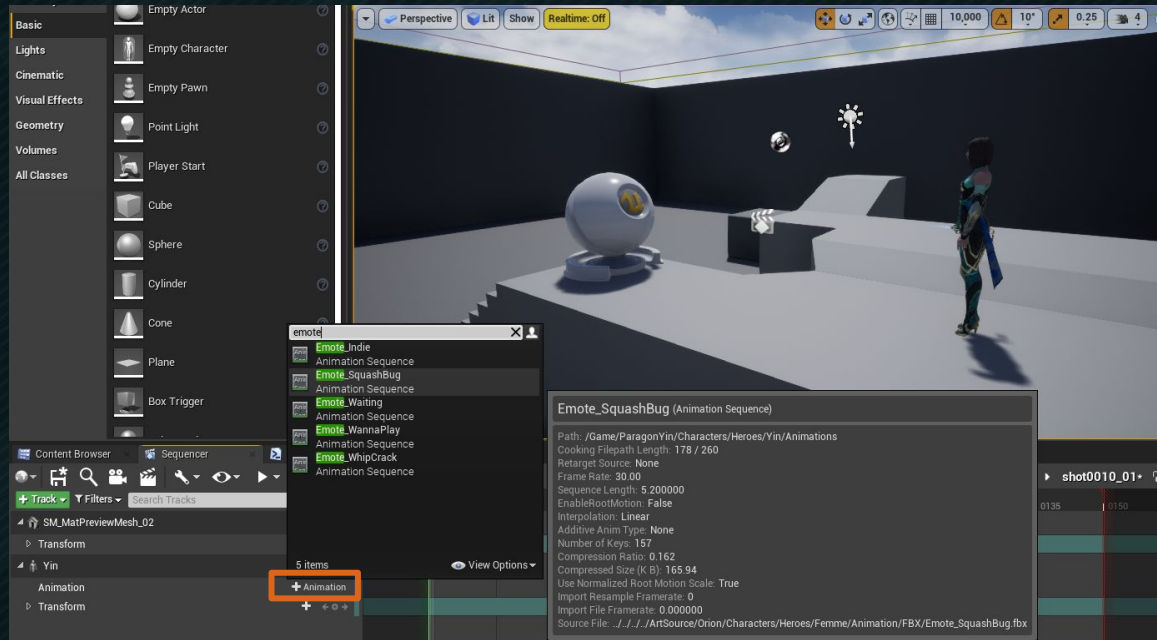 Basic
Lights
Cinematic
Visual Effects
Geometry
Volumes
All Classes
Empty Actor
Empty Character
Empty Pawn
Point Light
Player Start
Cube
Sphere
Cylinder
Cone
Plane
Box Trigger
Perspective
Lit
Show
Realtime: Off
10,000
10°
0.25
4
emote
Emote_Indie
Animation Sequence
Emote_SquashBug
Animation Sequence
Emote_Waiting
Animation Sequence
Emote_WannaPlay
Animation Sequence
Emote_WhipCrack
Animation Sequence
5 items
View Options
Emote_SquashBug (Animation Sequence)
Path: /Game/ParagonYin/Characters/Heroes/Yin/Animations
Cooking Filepath Length: 178 / 260
Retarget Source: None
Frame Rate: 30.00
Sequence Length: 5.200000
EnableRootMotion: False
Interpolation: Linear
Additive Anim Type: None
Number of Keys: 157
Compression Ratio: 0.162
Compressed Size (K B): 165.94
Use Normalized Root Motion Scale: True
Import Resample Framerate: 0
Import File Framerate: 0.000000
Source File: ../../../../ArtSource/Orion/Characters/Heroes/Femme/Animation/FBX/Emote_SquashBug.fbx
Content Browser
Sequencer
+ Track
Filters
Search Tracks
SM_MatPreviewMesh_02
Transform
Yin
Animation
+ Animation
Transform
shot0010_01*
0135
0150